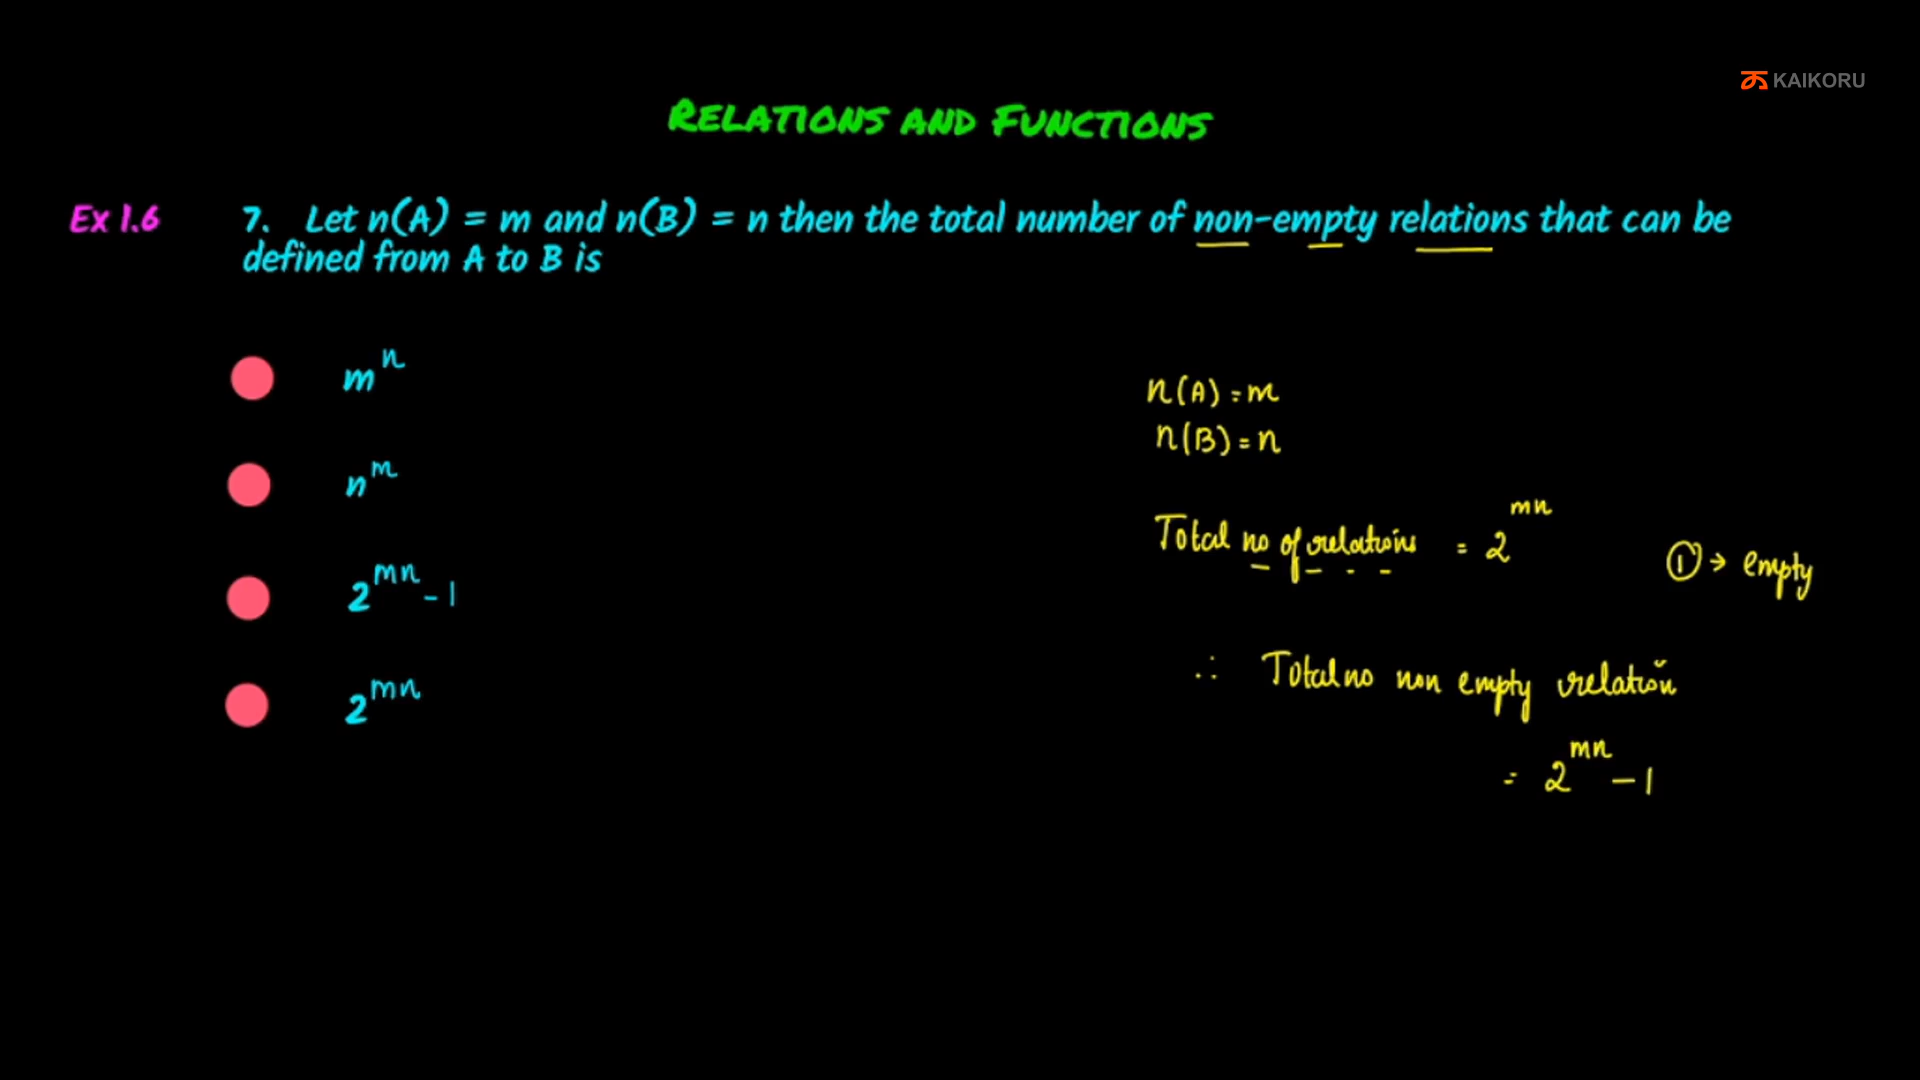 KAIKORU
RELATIONS AND FUNCTIONS
Ex 1.6
7. Let n(A) = m and n(B) = n then the total number of non-empty relations that can be
defined from A to B is
m^n
n^m
2^mn - 1
2^mn
n(A) = m
n(B) = n
Total no of relations = 2^mn
① → empty
∴ Total no non empty relation
= 2^mn - 1